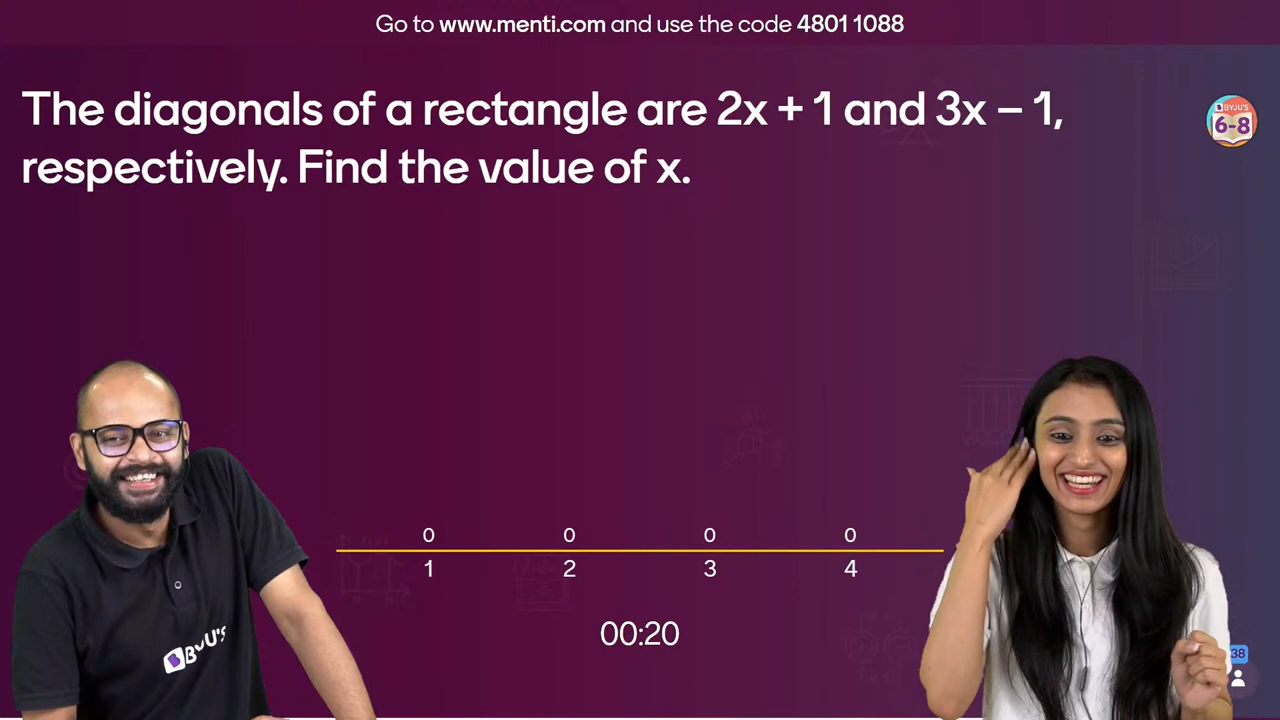 Go to www.menti.com and use the code 4801 1088
The diagonals of a rectangle are 2x + 1 and 3x – 1,
respectively. Find the value of x.
BYJU'S
6-8
0 0 0 0
1 2 3 4
00:20
BYJU'S
38